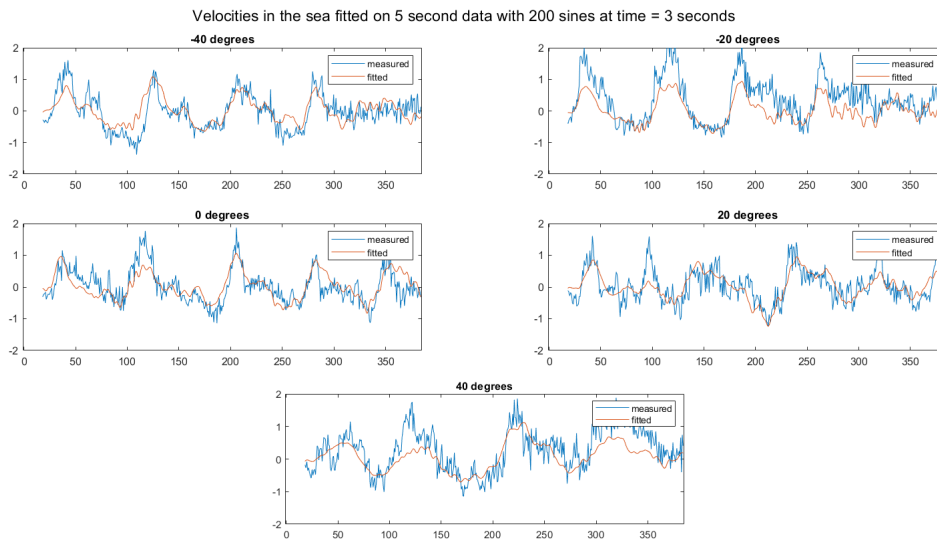 Velocities in the sea fitted on 5 second data with 200 sines at time = 3 seconds
-40 degrees
2
1
0
-1
-2
0 50 100 150 200 250 300 350
measured
fitted
-20 degrees
2
1
0
-1
-2
0 50 100 150 200 250 300 350
measured
fitted
0 degrees
2
1
0
-1
-2
0 50 100 150 200 250 300 350
measured
fitted
20 degrees
2
1
0
-1
-2
0 50 100 150 200 250 300 350
measured
fitted
40 degrees
2
1
0
-1
-2
0 50 100 150 200 250 300 350
measured
fitted